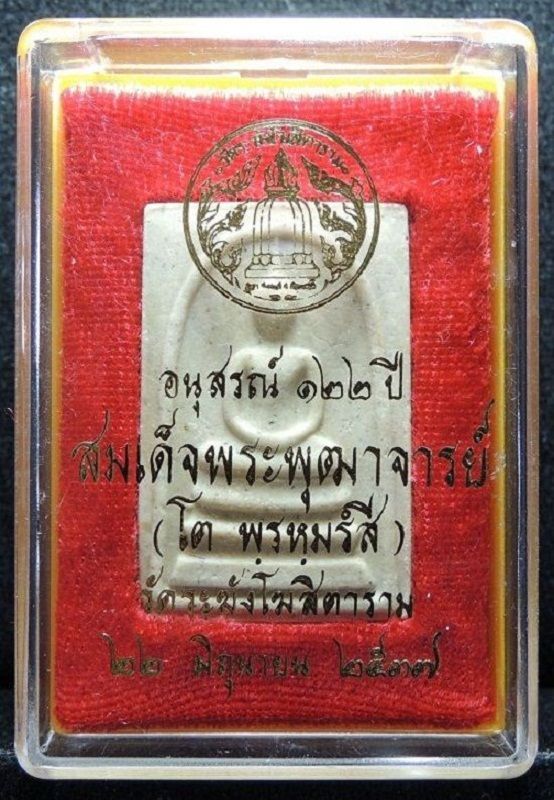 อนุสรณ์ ๑๒๒ ปี
สมเด็จพระพุฒาจารย์
(โต พฺรหฺมรํสี)
วัดระฆังโฆสิตาราม
๒๒ มิถุนายน ๒๕๓๗